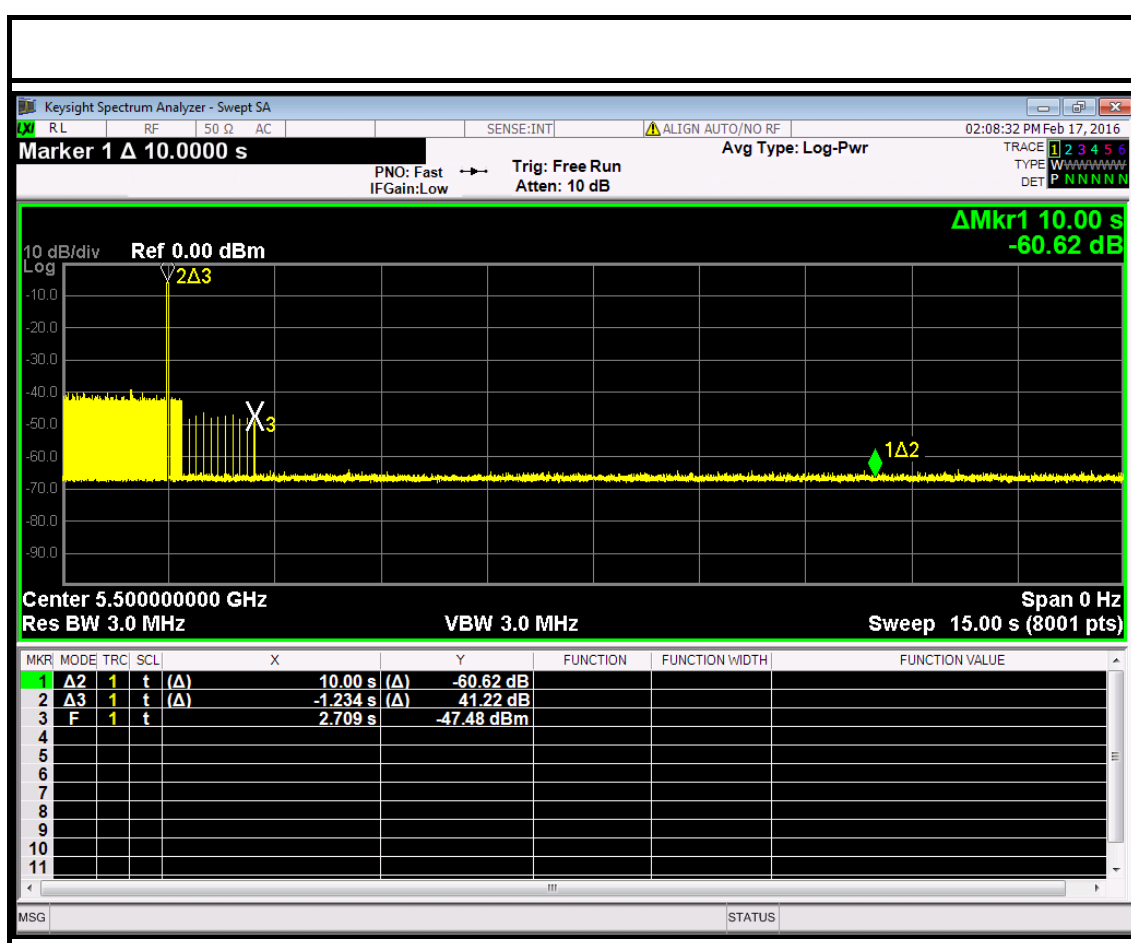 Keysight Spectrum Analyzer - Swept SA
LXI RL RF 50 Ω AC SENSE:INT ALIGN AUTO/NO RF 02:08:32 PM Feb 17, 2016
Marker 1 Δ 10.0000 s
PNO: Fast
IFGain:Low
Trig: Free Run
Atten: 10 dB
Avg Type: Log-Pwr
TRACE 1 2 3 4 5 6
TYPE WWWWWWW
DET P N N N N N
ΔMkr1 10.00 s
-60.62 dB
10 dB/div Ref 0.00 dBm
Log
2Δ3
-10.0
-20.0
-30.0
-40.0
X3
-50.0
1Δ2
-60.0
-70.0
-80.0
-90.0
Center 5.500000000 GHz Span 0 Hz
Res BW 3.0 MHz VBW 3.0 MHz Sweep 15.00 s (8001 pts)
MKR MODE TRC SCL X Y FUNCTION FUNCTION WIDTH FUNCTION VALUE
1 Δ2 1 t (Δ) 10.00 s (Δ) -60.62 dB
2 Δ3 1 t (Δ) -1.234 s (Δ) 41.22 dB
3 F 1 t 2.709 s -47.48 dBm
4
5
6
7
8
9
10
11
MSG STATUS